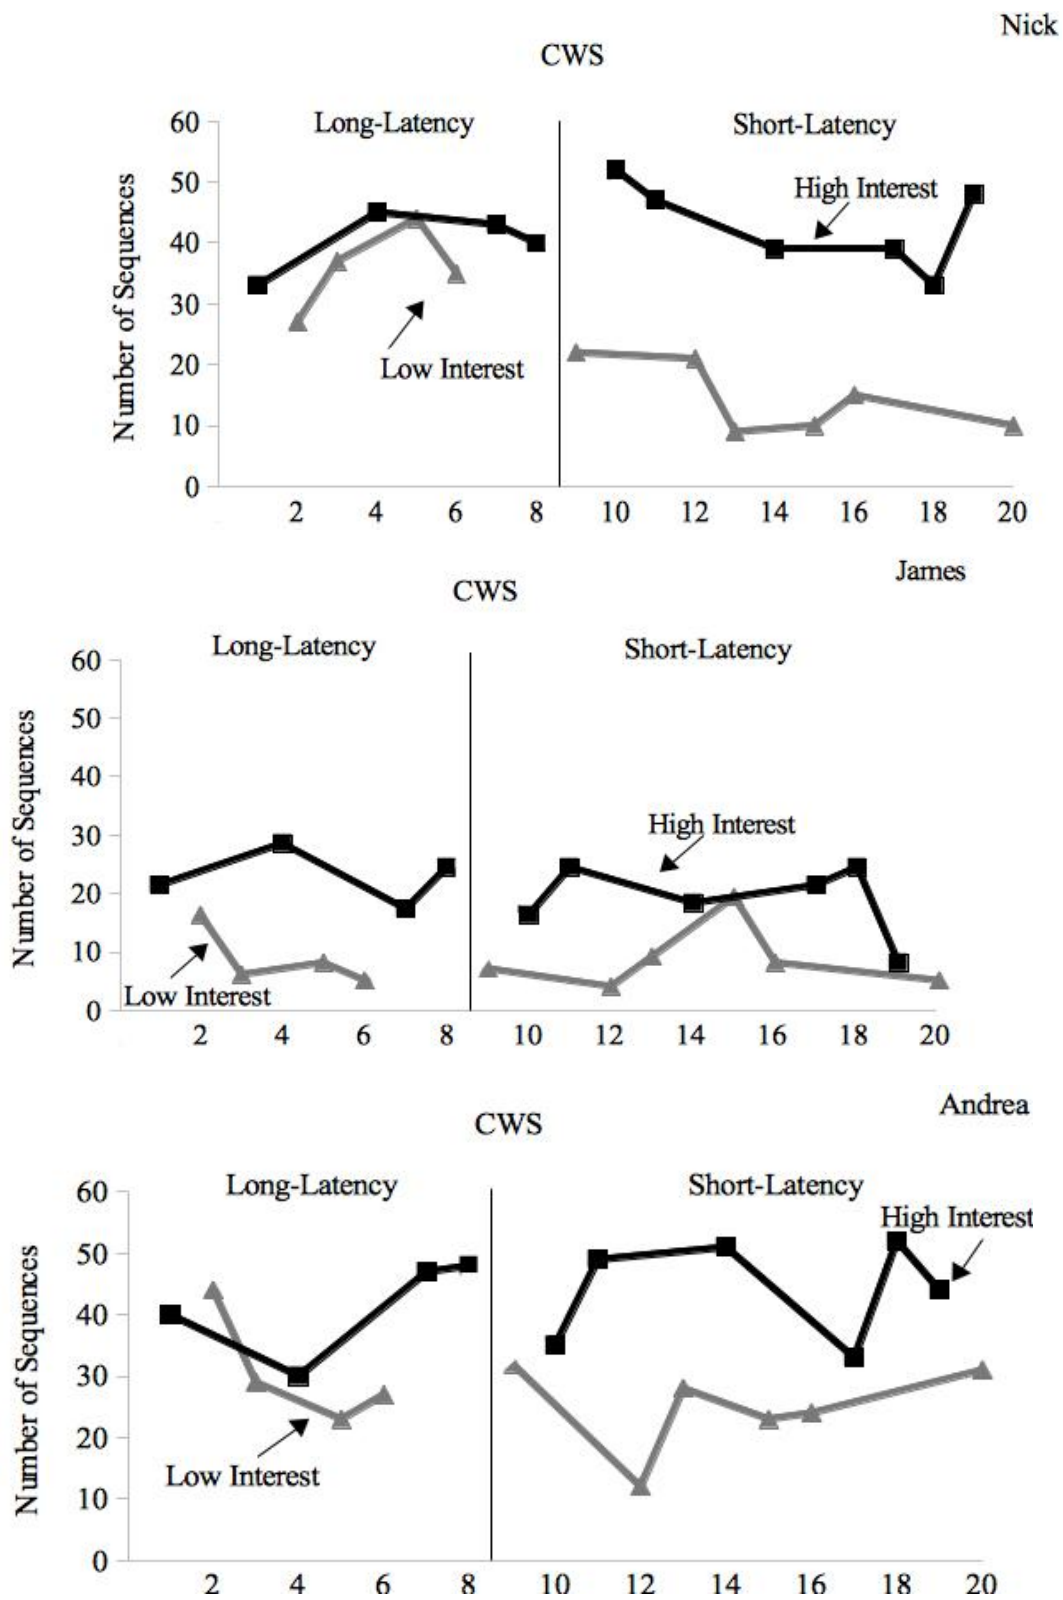 Nick
CWS
Long-Latency
Short-Latency
High Interest
Low Interest
Number of Sequences
60
50
40
30
20
10
0
2 4 6 8 10 12 14 16 18 20
James
CWS
Long-Latency
Short-Latency
High Interest
Low Interest
Number of Sequences
60
50
40
30
20
10
0
2 4 6 8 10 12 14 16 18 20
Andrea
CWS
Long-Latency
Short-Latency
High Interest
Low Interest
Number of Sequences
60
50
40
30
20
10
0
2 4 6 8 10 12 14 16 18 20